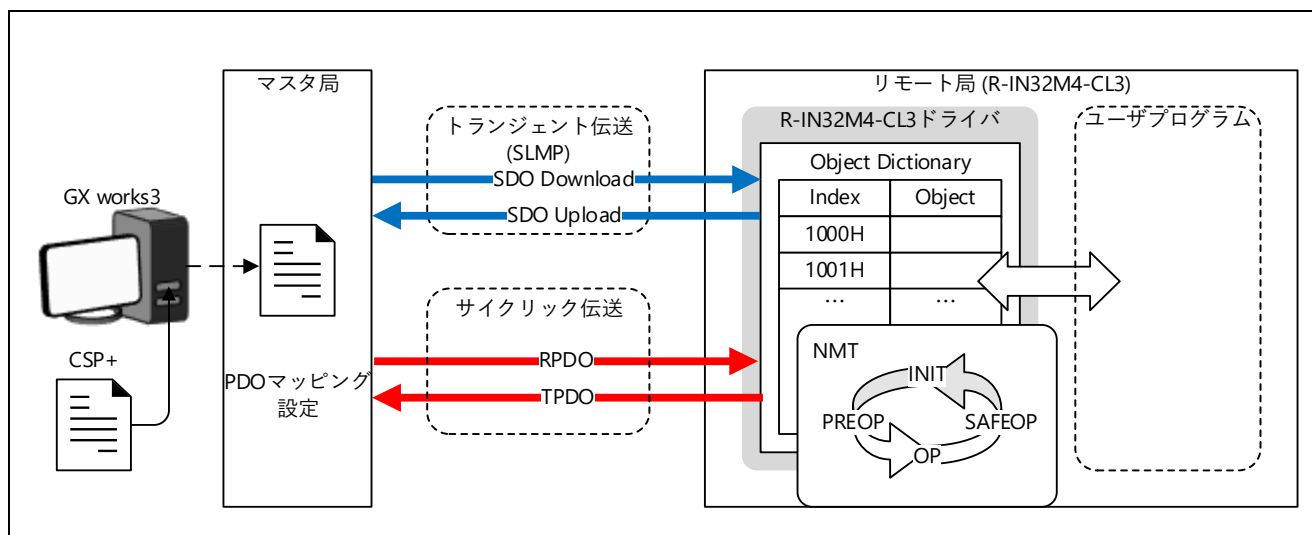 GX works3
CSP+
マスタ局
PDOマッピング
設定
トランジェント伝送
(SLMP)
SDO Download
SDO Upload
サイクリック伝送
RPDO
TPDO
リモート局 (R-IN32M4-CL3)
R-IN32M4-CL3ドライバ
Object Dictionary
Index Object
1000H
1001H
… …
NMT
INIT
PREOP SAFEOP
OP
ユーザプログラム